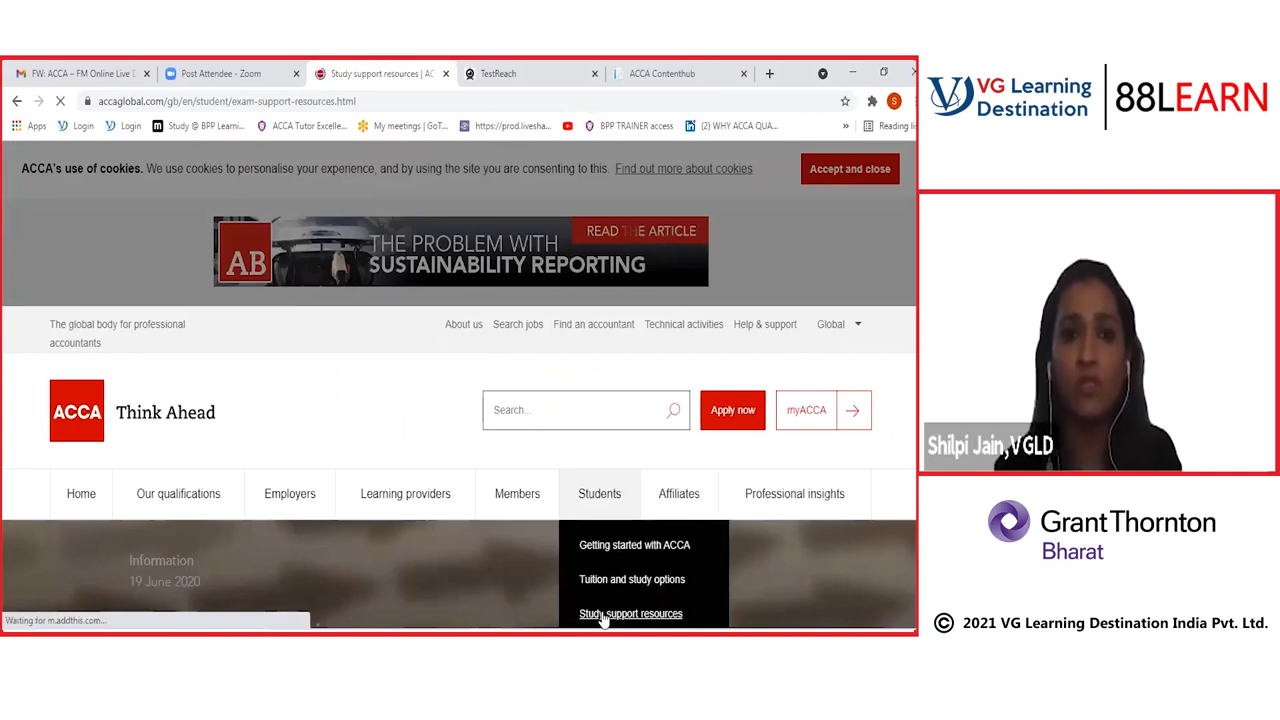 FW: ACCA – FM Online Live D
Post Attendee - Zoom
Study support resources | AC
TestReach
ACCA Contenthub
accaglobal.com/gb/en/student/exam-support-resources.html
S
Apps
Login
Login
Study @ BPP Learni...
ACCA Tutor Excelle...
My meetings | GoT...
https://prod.livesha...
BPP TRAINER access
(2) WHY ACCA QUA...
»
Reading lis
ACCA's use of cookies. We use cookies to personalise your experience, and by using the site you are consenting to this. Find out more about cookies
Accept and close
AB
THE PROBLEM WITH
SUSTAINABILITY REPORTING
READ THE ARTICLE
The global body for professional
accountants
About us
Search jobs
Find an accountant
Technical activities
Help & support
Global
ACCA
Think Ahead
Search...
Apply now
myACCA
Home
Our qualifications
Employers
Learning providers
Members
Students
Affiliates
Professional insights
Information
19 June 2020
Getting started with ACCA
Tuition and study options
Study support resources
Waiting for m.addthis.com...
VG Learning
Destination
88LEARN
Shilpi Jain,VGLD
Grant Thornton
Bharat
© 2021 VG Learning Destination India Pvt. Ltd.